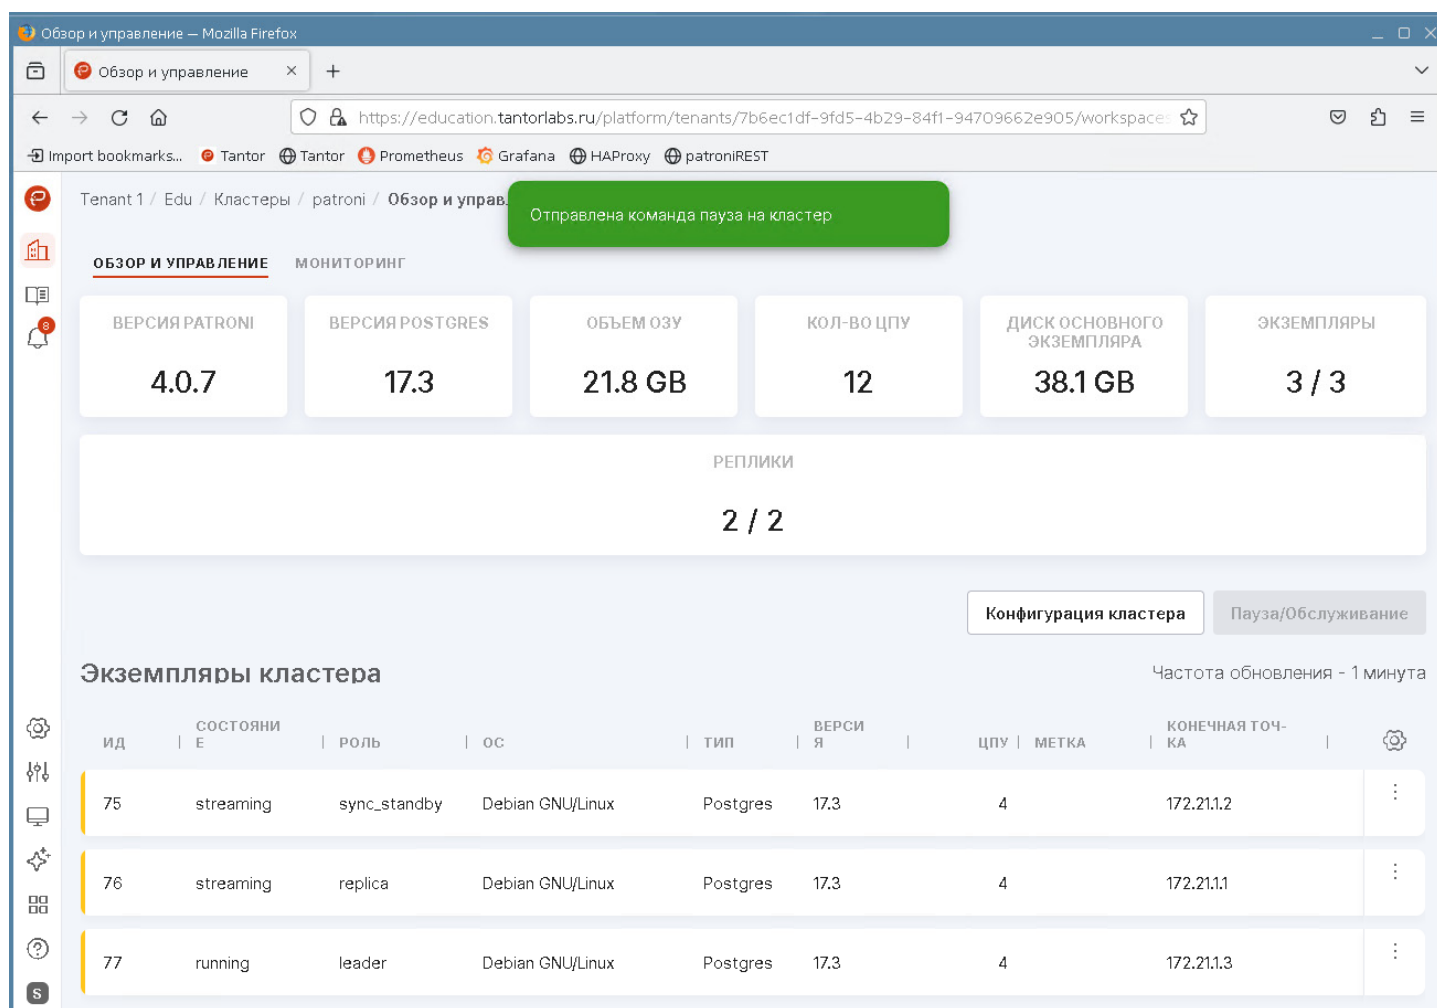 Обзор и управление — Mozilla Firefox
Обзор и управление
https://education.tantorlabs.ru/platform/tenants/7b6ec1df-9fd5-4b29-84f1-94709662e905/workspaces
Import bookmarks... Tantor Tantor Prometheus Grafana HAProxy patroniREST
Tenant 1 / Edu / Кластеры / patroni / Обзор и управ
Отправлена команда пауза на кластер
ОБЗОР И УПРАВЛЕНИЕ МОНИТОРИНГ
8
ВЕРСИЯ PATRONI ВЕРСИЯ POSTGRES ОБЪЕМ ОЗУ КОЛ-ВО ЦПУ ДИСК ОСНОВНОГО ЭКЗЕМПЛЯРЫ
ЭКЗЕМПЛЯРА
4.0.7 17.3 21.8 GB 12 38.1 GB 3 / 3
РЕПЛИКИ
2 / 2
Конфигурация кластера Пауза/Обслуживание
Экземпляры кластера Частота обновления - 1 минута
СОСТОЯНИ ВЕРСИ КОНЕЧНАЯ ТОЧ-
ИД Е РОЛЬ ОС ТИП Я ЦПУ МЕТКА КА
75 streaming sync_standby Debian GNU/Linux Postgres 17.3 4 172.21.1.2
76 streaming replica Debian GNU/Linux Postgres 17.3 4 172.21.1.1
77 running leader Debian GNU/Linux Postgres 17.3 4 172.21.1.3
S